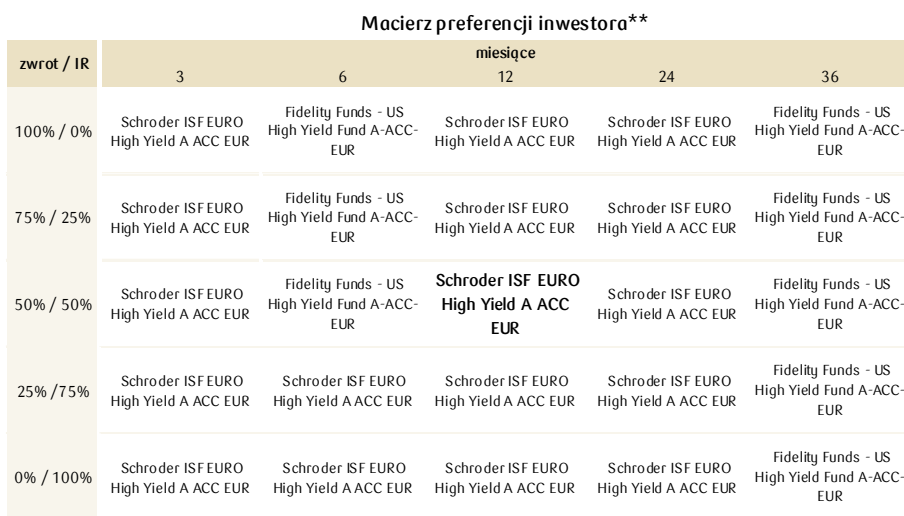 Macierz preferencji inwestora**
zwrot / IR
miesiące
3 6 12 24 36
100% / 0%
Schroder ISF EURO
High Yield A ACC EUR
Fidelity Funds - US
High Yield Fund A-ACC-
EUR
Schroder ISF EURO
High Yield A ACC EUR
Schroder ISF EURO
High Yield A ACC EUR
Fidelity Funds - US
High Yield Fund A-ACC-
EUR
75% / 25%
Schroder ISF EURO
High Yield A ACC EUR
Fidelity Funds - US
High Yield Fund A-ACC-
EUR
Schroder ISF EURO
High Yield A ACC EUR
Schroder ISF EURO
High Yield A ACC EUR
Fidelity Funds - US
High Yield Fund A-ACC-
EUR
50% / 50%
Schroder ISF EURO
High Yield A ACC EUR
Fidelity Funds - US
High Yield Fund A-ACC-
EUR
Schroder ISF EURO
High Yield A ACC
EUR
Schroder ISF EURO
High Yield A ACC EUR
Fidelity Funds - US
High Yield Fund A-ACC-
EUR
25% /75%
Schroder ISF EURO
High Yield A ACC EUR
Schroder ISF EURO
High Yield A ACC EUR
Schroder ISF EURO
High Yield A ACC EUR
Schroder ISF EURO
High Yield A ACC EUR
Fidelity Funds - US
High Yield Fund A-ACC-
EUR
0% / 100%
Schroder ISF EURO
High Yield A ACC EUR
Schroder ISF EURO
High Yield A ACC EUR
Schroder ISF EURO
High Yield A ACC EUR
Schroder ISF EURO
High Yield A ACC EUR
Fidelity Funds - US
High Yield Fund A-ACC-
EUR